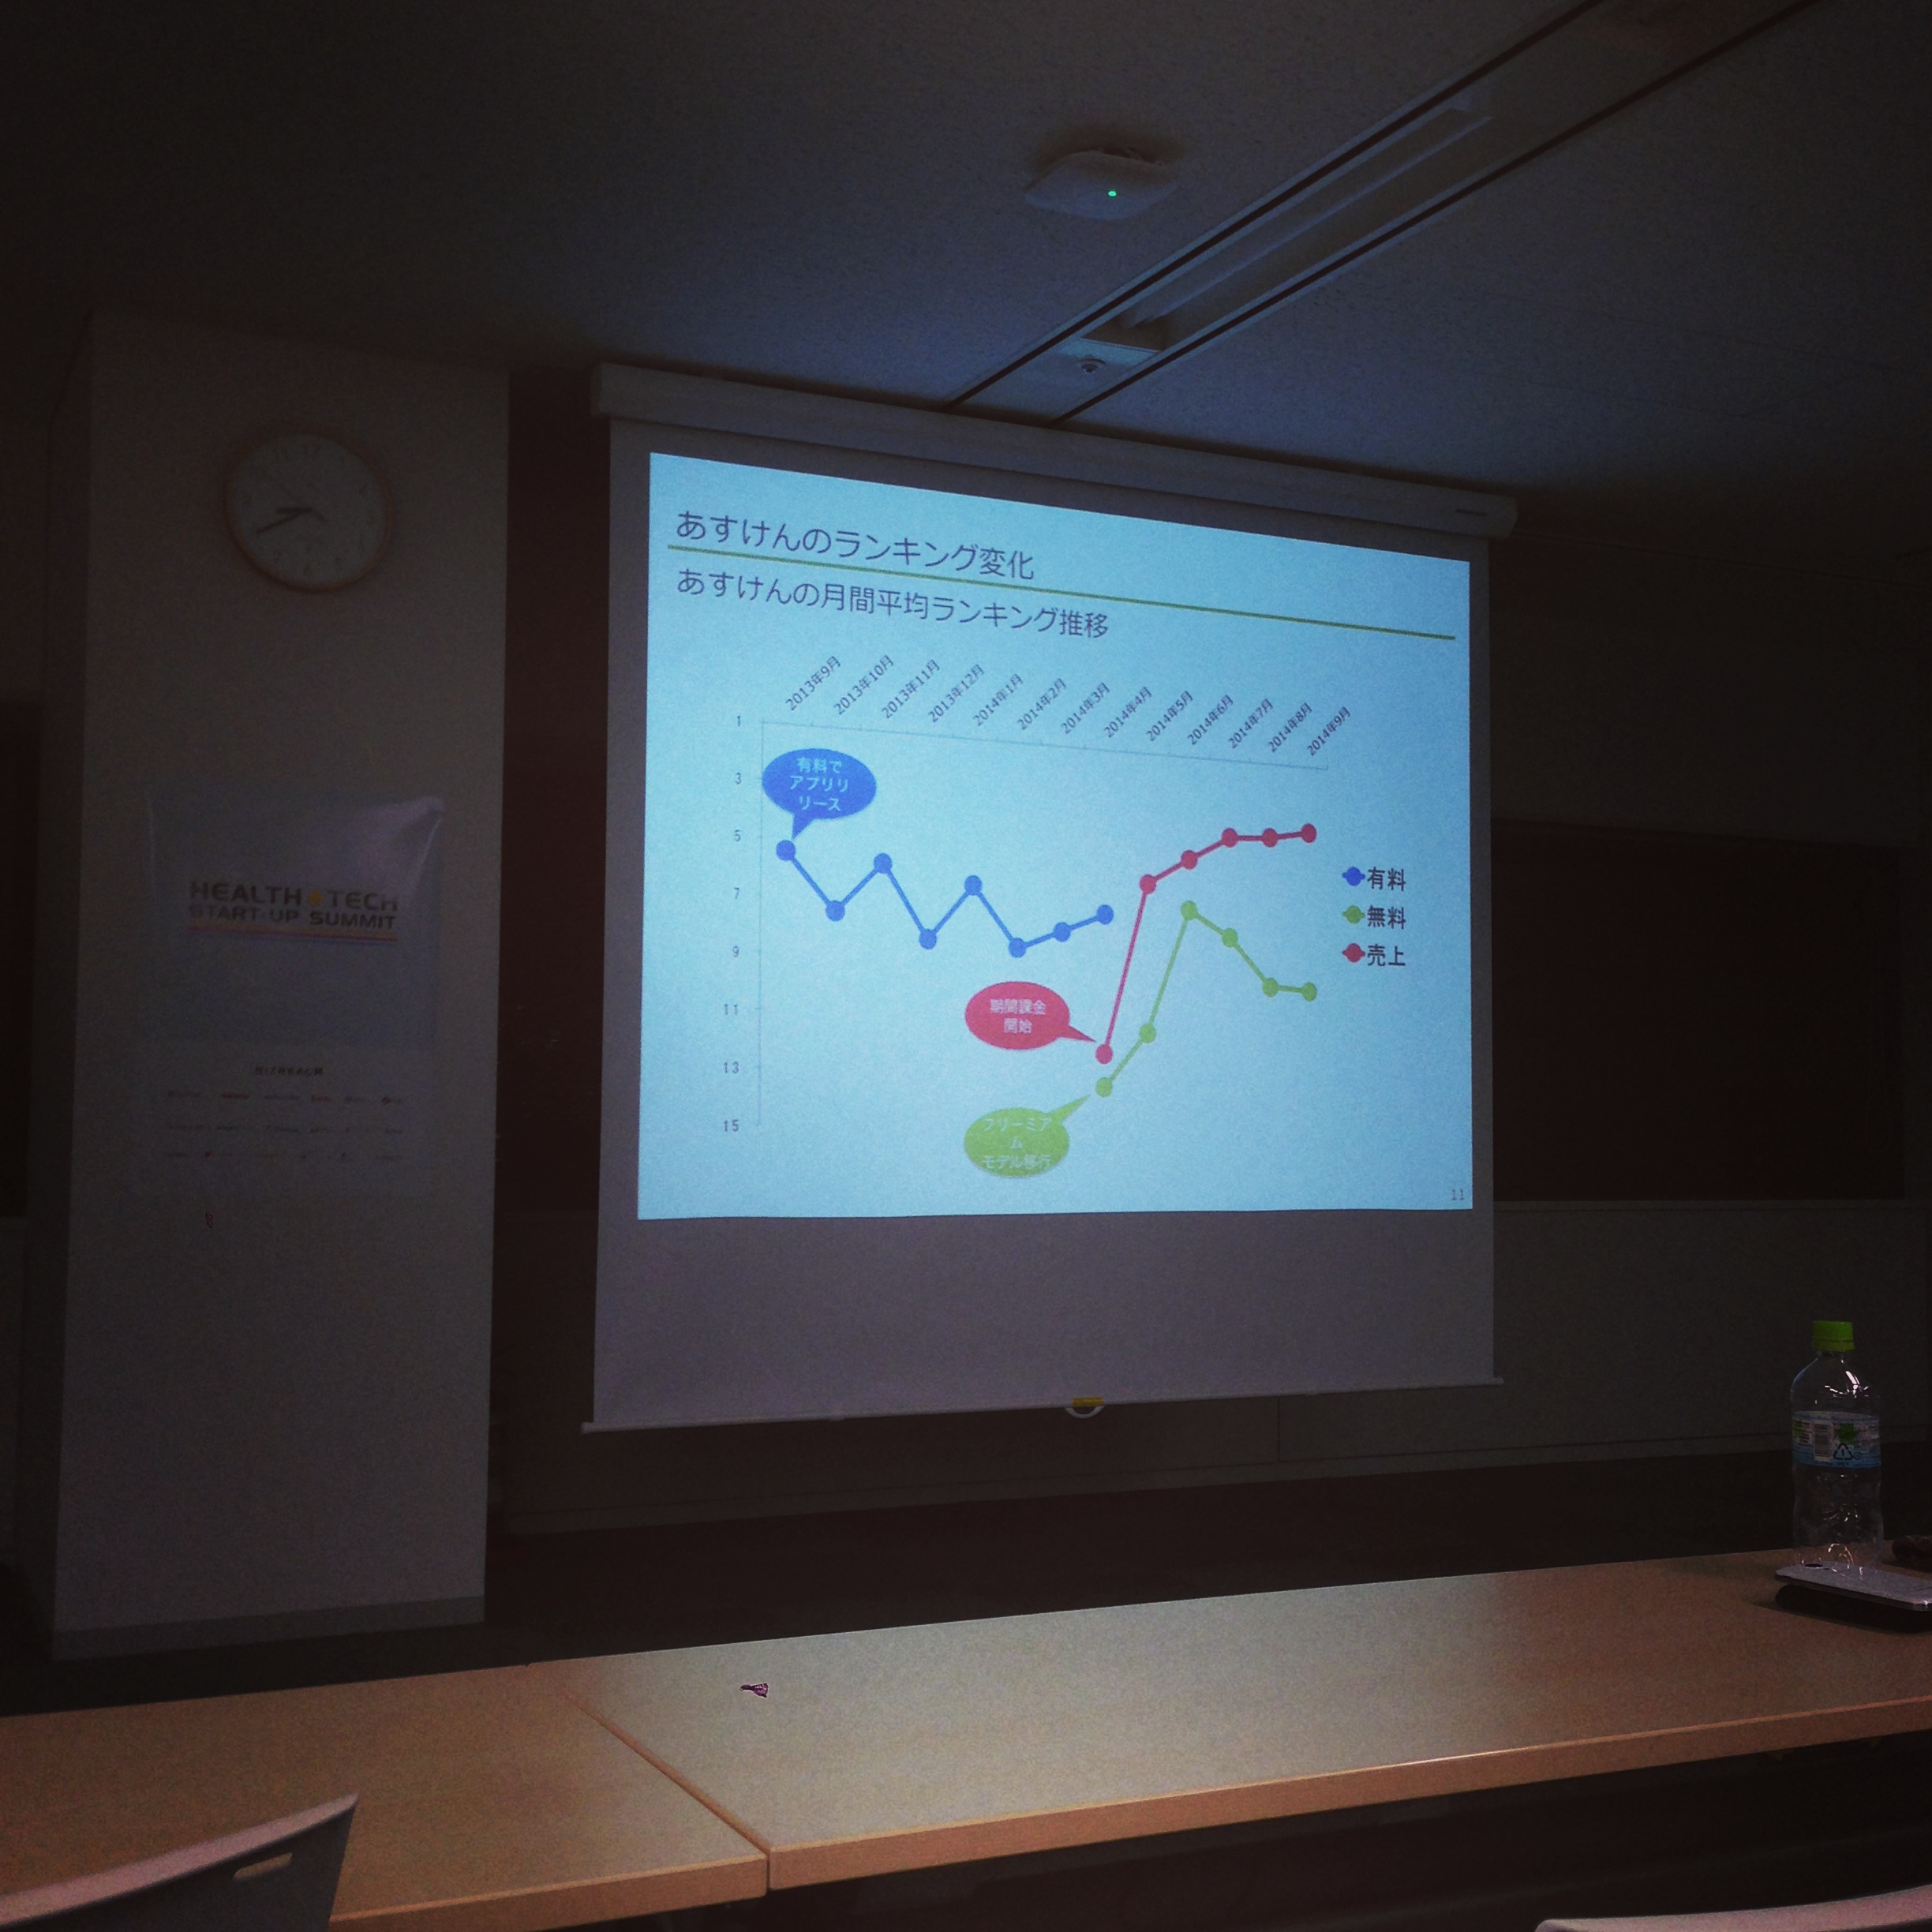 あすけんのランキング変化
あすけんの月間平均ランキング推移
2013年9月
2013年10月
2013年11月
2013年12月
2014年1月
2014年2月
2014年3月
2014年4月
2014年5月
2014年6月
2014年7月
2014年8月
2014年9月
1
3
5
7
9
11
13
15
有料で
アプリリ
リース
期間課金
開始
フリーミア
ム
モデル移行
有料
無料
売上
11
HEALTH TECH
START-UP SUMMIT